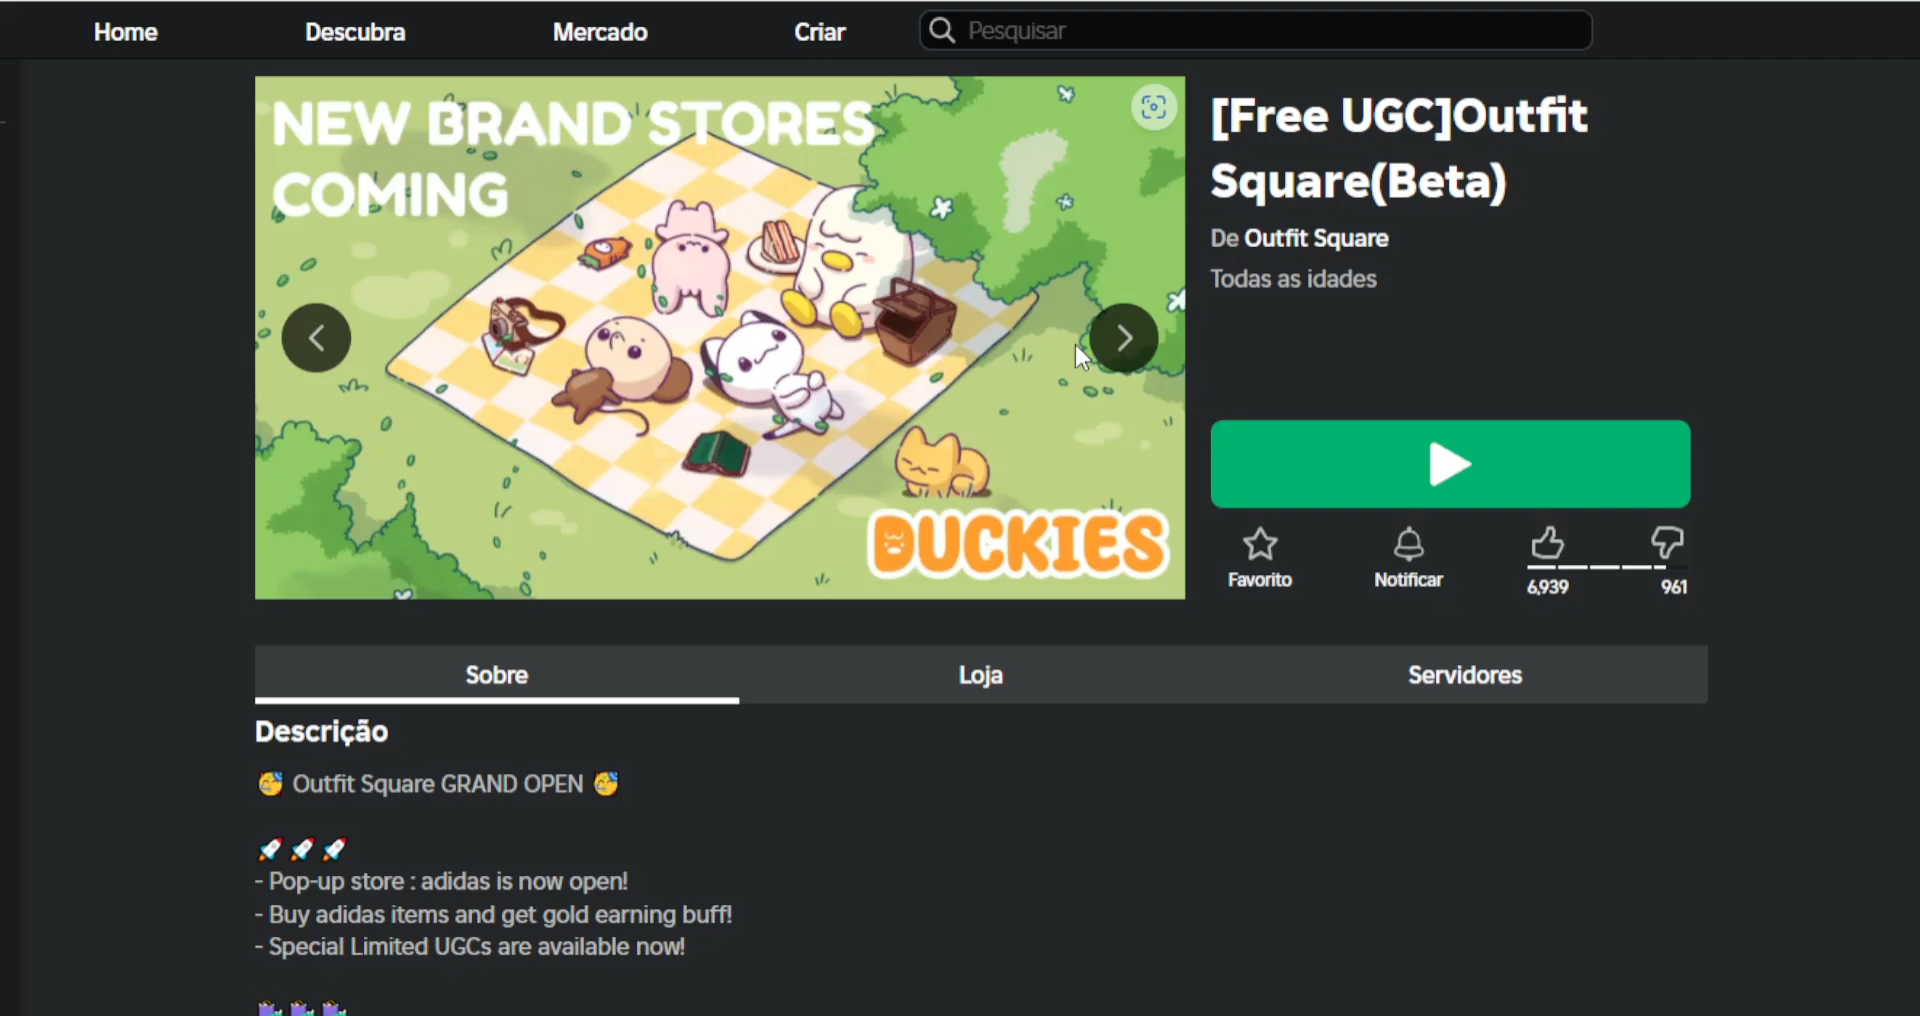 Home
Descubra
Mercado
Criar
Pesquisar
NEW BRAND STORES
COMING
DUCKIES
[Free UGC]Outfit
Square(Beta)
De Outfit Square
Todas as idades
Favorito
Notificar
6,939
961
Sobre
Loja
Servidores
Descrição
🥳 Outfit Square GRAND OPEN 🥳
🚀 🚀 🚀
- Pop-up store : adidas is now open!
- Buy adidas items and get gold earning buff!
- Special Limited UGCs are available now!